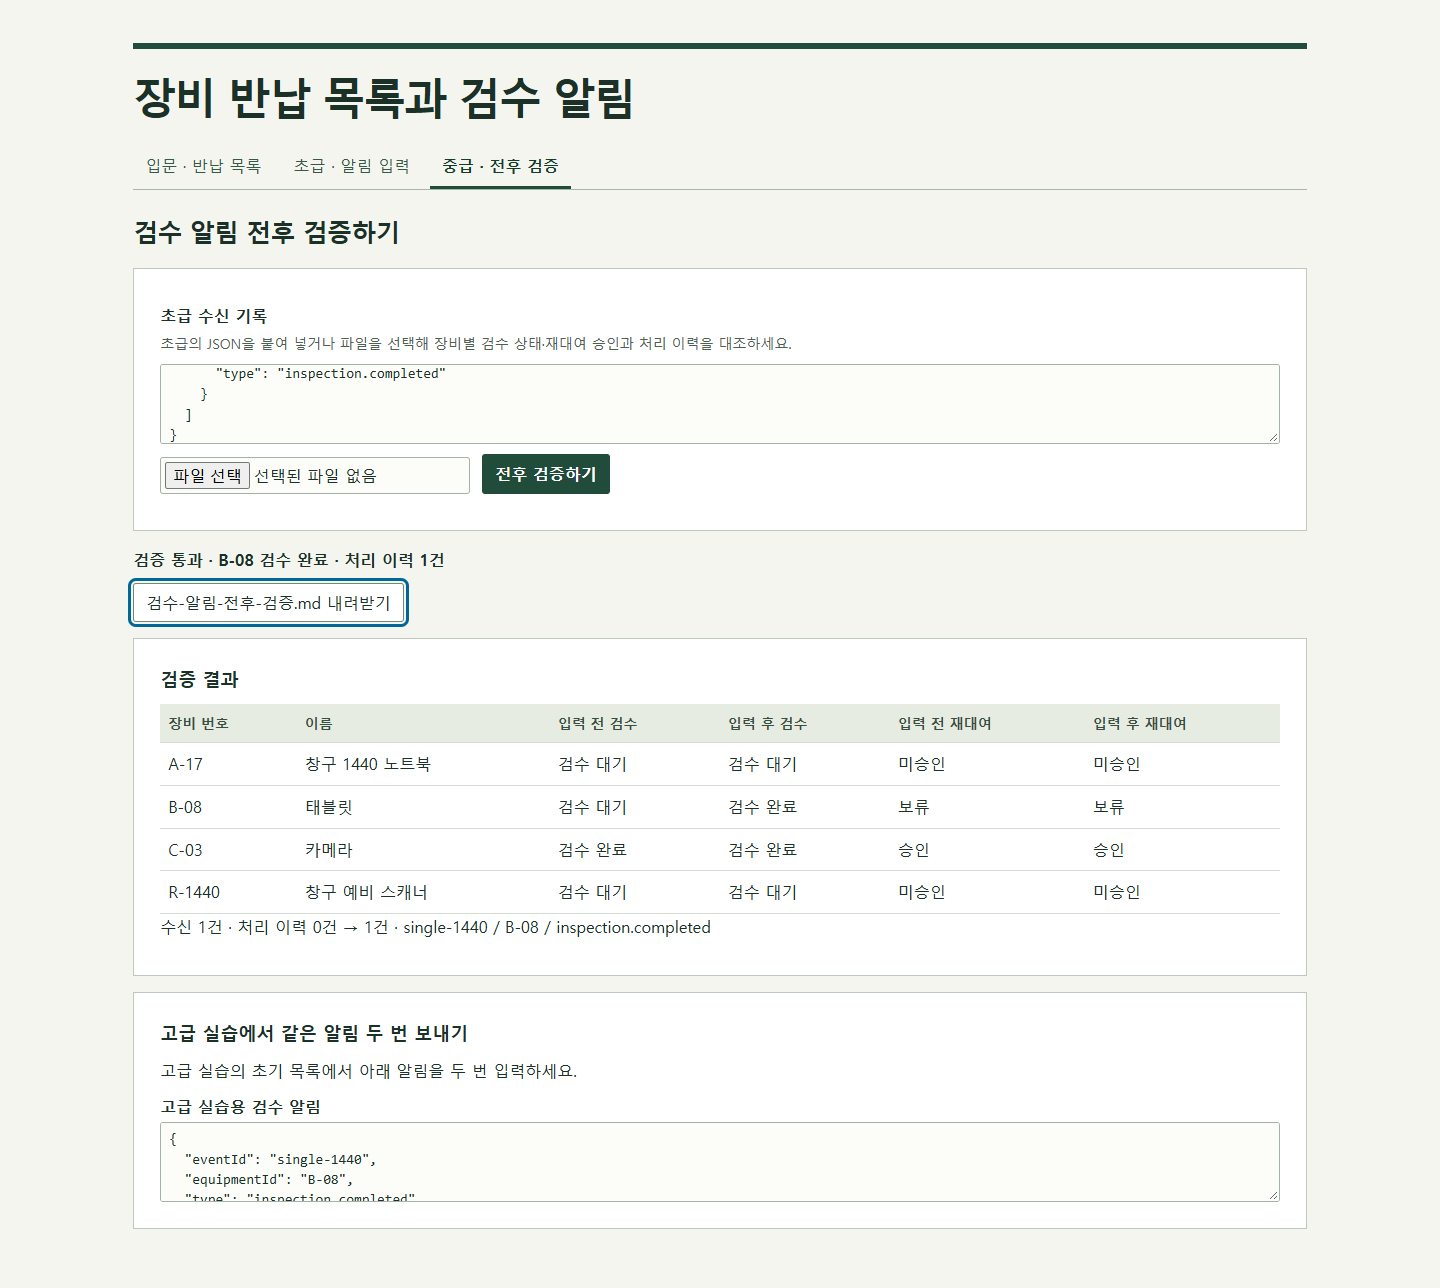 장비 반납 목록과 검수 알림
입문 · 반납 목록 초급 · 알림 입력 중급 · 전후 검증
검수 알림 전후 검증하기
초급 수신 기록
초급의 JSON을 붙여 넣거나 파일을 선택해 장비별 검수 상태·재대여 승인과 처리 이력을 대조하세요.
"type": "inspection.completed"
}
]
}
파일 선택 선택된 파일 없음 전후 검증하기
검증 통과 · B-08 검수 완료 · 처리 이력 1건
검수-알림-전후-검증.md 내려받기
검증 결과
장비 번호 이름 입력 전 검수 입력 후 검수 입력 전 재대여 입력 후 재대여
A-17 창구 1440 노트북 검수 대기 검수 대기 미승인 미승인
B-08 태블릿 검수 대기 검수 완료 보류 보류
C-03 카메라 검수 완료 검수 완료 승인 승인
R-1440 창구 예비 스캐너 검수 대기 검수 대기 미승인 미승인
수신 1건 · 처리 이력 0건 → 1건 · single-1440 / B-08 / inspection.completed
고급 실습에서 같은 알림 두 번 보내기
고급 실습의 초기 목록에서 아래 알림을 두 번 입력하세요.
고급 실습용 검수 알림
{
"eventId": "single-1440",
"equipmentId": "B-08",
"type": "inspection.completed"